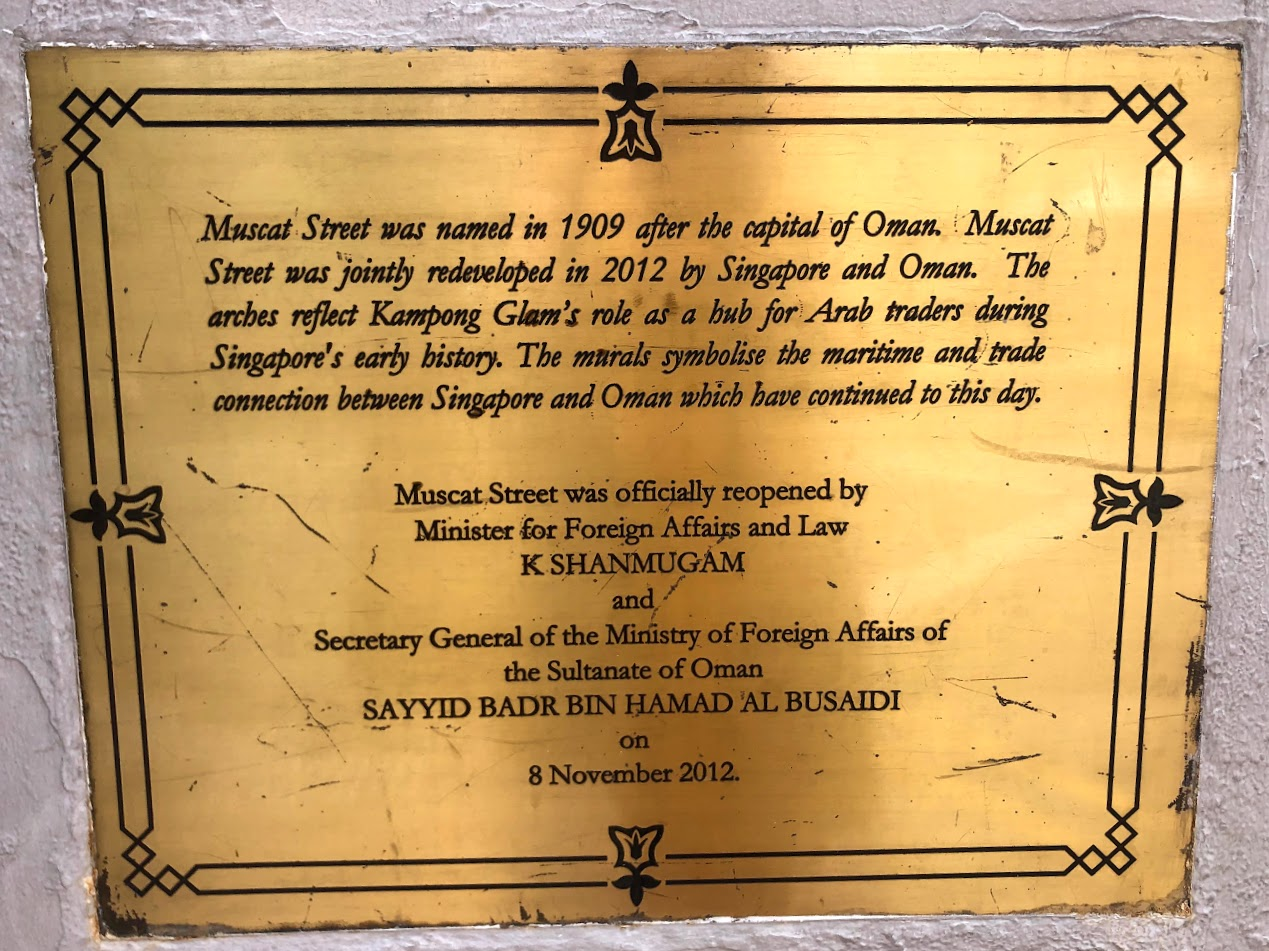 Muscat Street was named in 1909 after the capital of Oman. Muscat
Street was jointly redeveloped in 2012 by Singapore and Oman. The
arches reflect Kampong Glam's role as a hub for Arab traders during
Singapore's early history. The murals symbolise the maritime and trade
connection between Singapore and Oman which have continued to this day.
Muscat Street was officially reopened by
Minister for Foreign Affairs and Law
K SHANMUGAM
and
Secretary General of the Ministry of Foreign Affairs of
the Sultanate of Oman
SAYYID BADR BIN HAMAD AL BUSAIDI
on
8 November 2012.